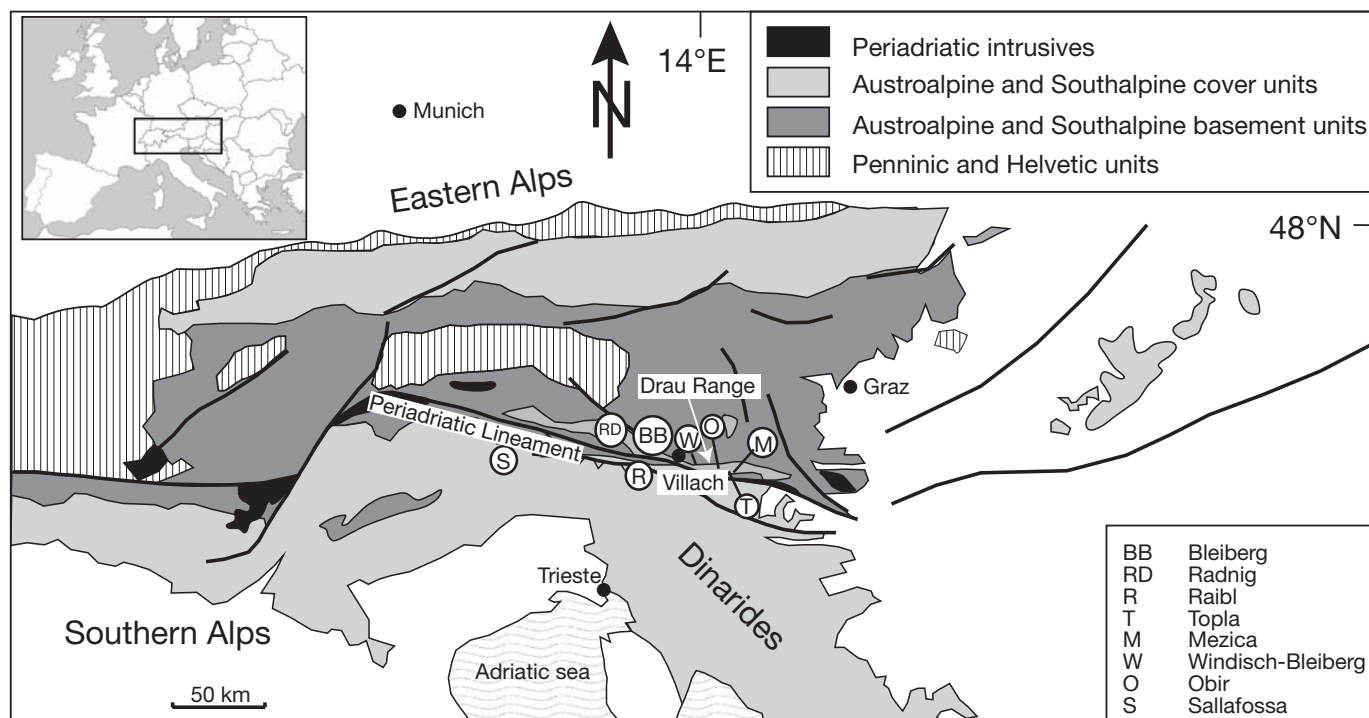 14°E
N
Munich
Eastern Alps
Periadriatic intrusives
Austroalpine and Southalpine cover units
Austroalpine and Southalpine basement units
Penninic and Helvetic units
48°N
Drau Range
Graz
Periadriatic Lineament
RD
BB
W
O
M
S
R
Villach
T
Trieste
Dinarides
Southern Alps
Adriatic sea
50 km
BB Bleiberg
RD Radnig
R Raibl
T Topla
M Mezica
W Windisch-Bleiberg
O Obir
S Sallafossa